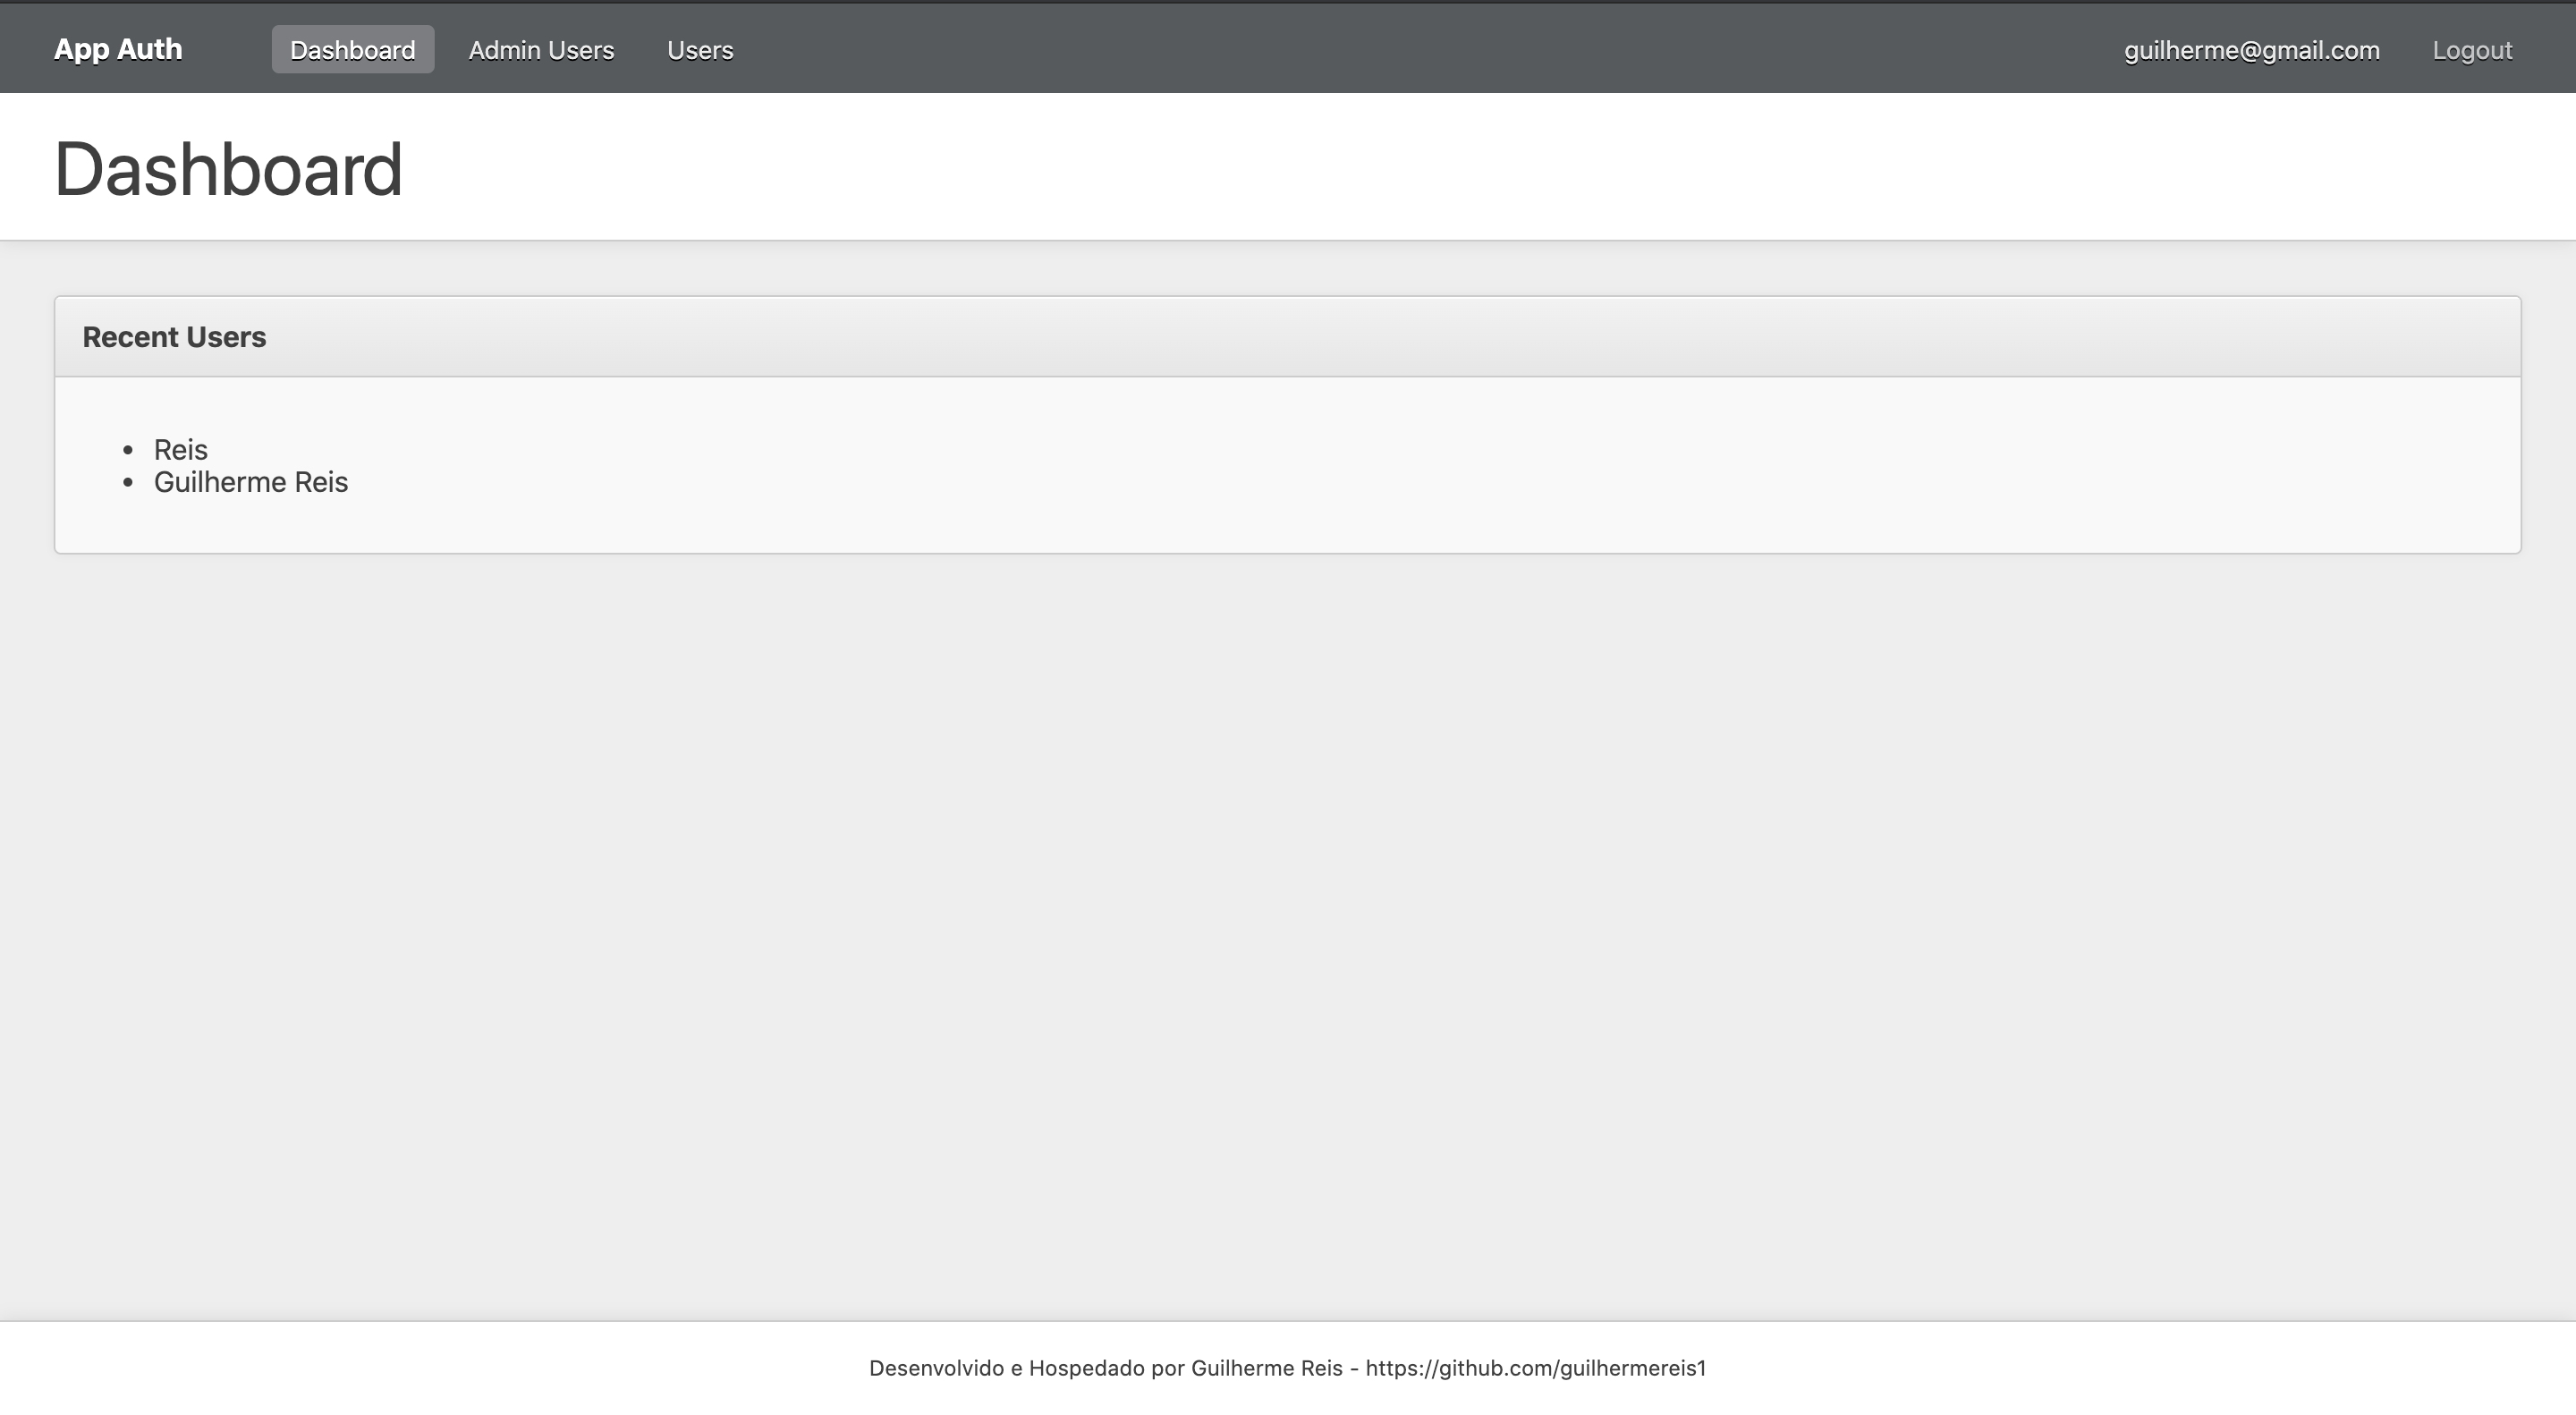 App Auth Dashboard Admin Users Users guilherme@gmail.com Logout
Dashboard
Recent Users
Reis
Guilherme Reis
Desenvolvido e Hospedado por Guilherme Reis - https://github.com/guilhermereis1